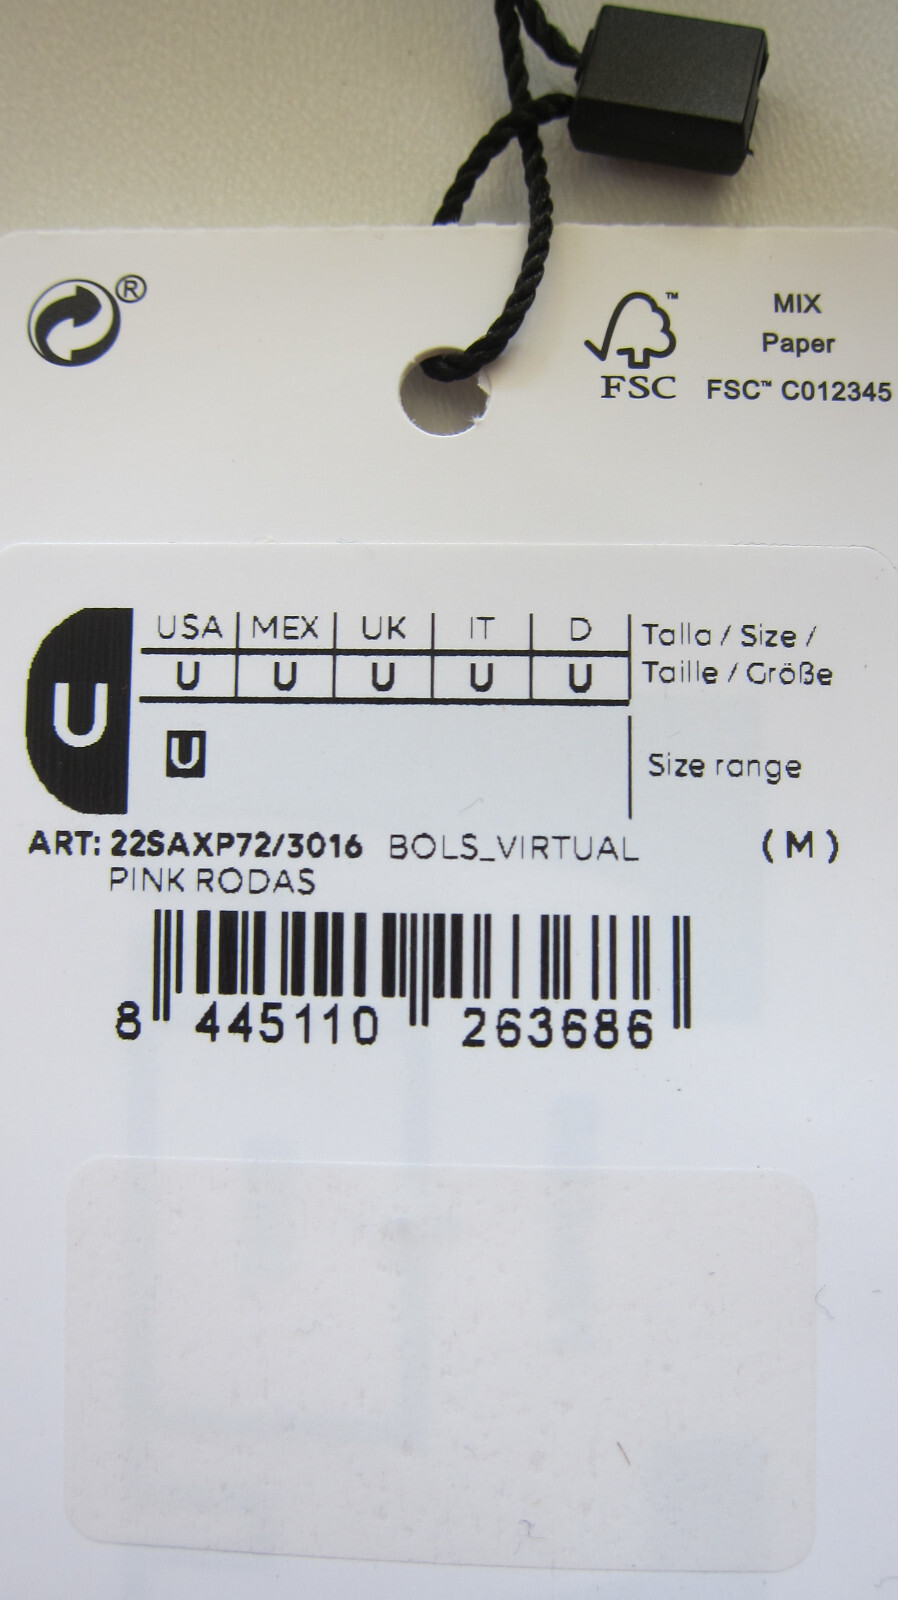 ®
FSC™
MIX
Paper
FSC™ C012345
U
USA MEX UK IT D
U U U U U
Talla / Size /
Taille / Größe
U
Size range
ART: 22SAXP72/3016 BOLS_VIRTUAL (M)
PINK RODAS
8 445110 263686